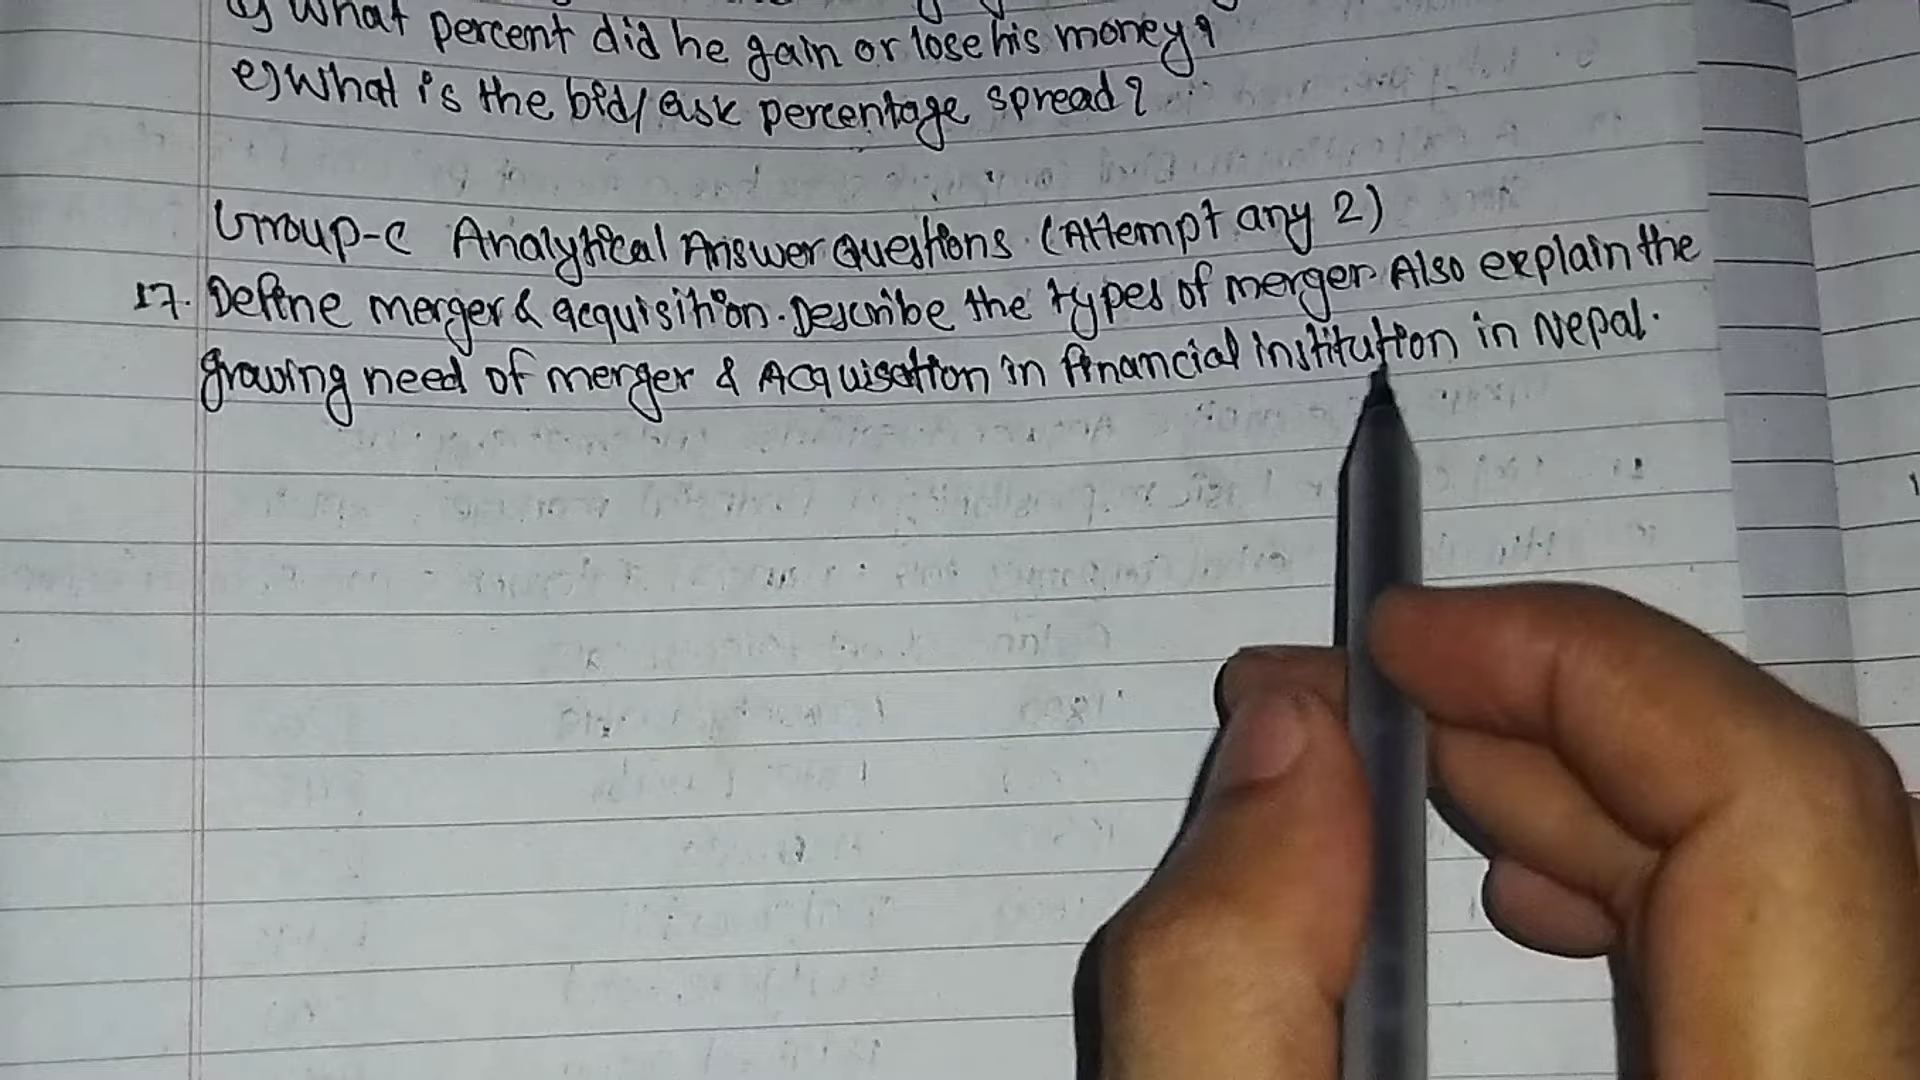 What percent did he gain or lose his money?
e) What is the bid/ask percentage spread?
Group-C Analytical Answer Questions (Attempt any 2)
17. Define merger & acquisition. Describe the types of merger. Also explain the
growing need of merger & Acquisation in financial institution in Nepal.